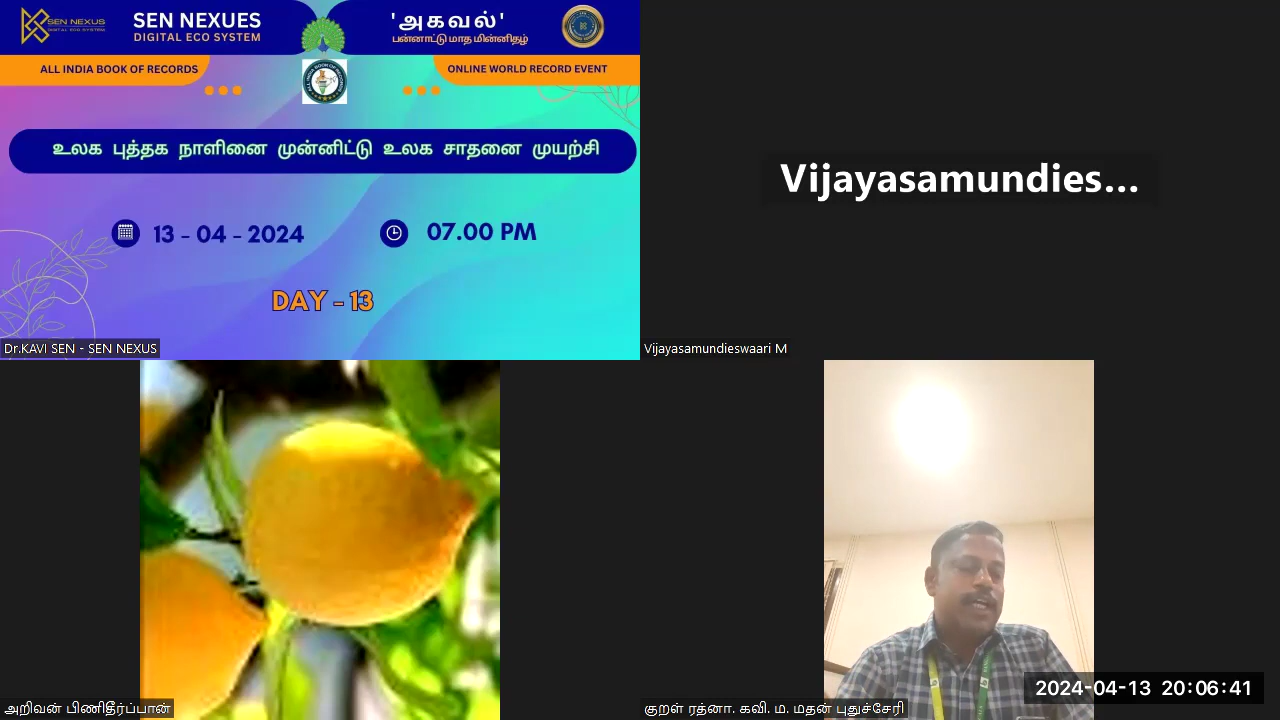 SEN NEXUS
DIGITAL ECO SYSTEM
SEN NEXUES
DIGITAL ECO SYSTEM
'அகவல்'
பன்னாட்டு மாத மின்னிதழ்
ALL INDIA BOOK OF RECORDS
ONLINE WORLD RECORD EVENT
உலக புத்தக நாளினை முன்னிட்டு உலக சாதனை முயற்சி
13 - 04 - 2024
07.00 PM
DAY - 13
Dr.KAVI SEN - SEN NEXUS
Vijayasamundies...
Vijayasamundieswaari M
அறிவன் பிணிதீர்ப்பான்
குறள் ரத்னா. கவி. ம. மதன் புதுச்சேரி
2024-04-13 20:06:41